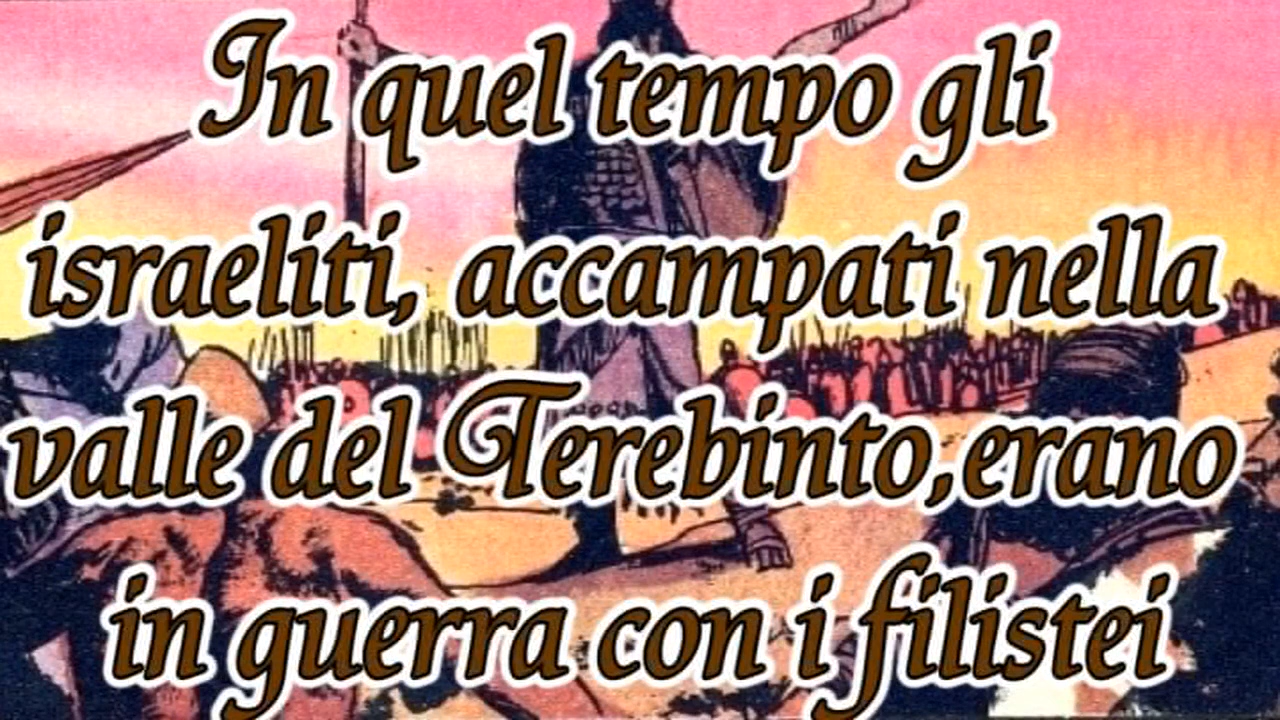 In quel tempo gli
israeliti, accampati nella
valle del Terebinto,erano
in guerra con i filistei